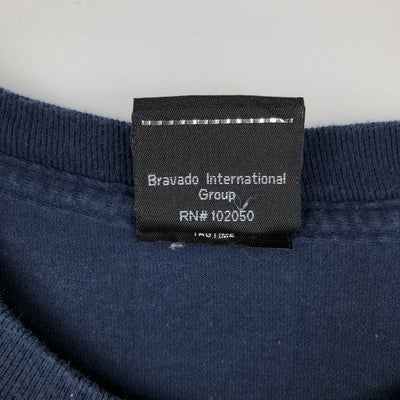 Bravado International
Group
RN# 102050